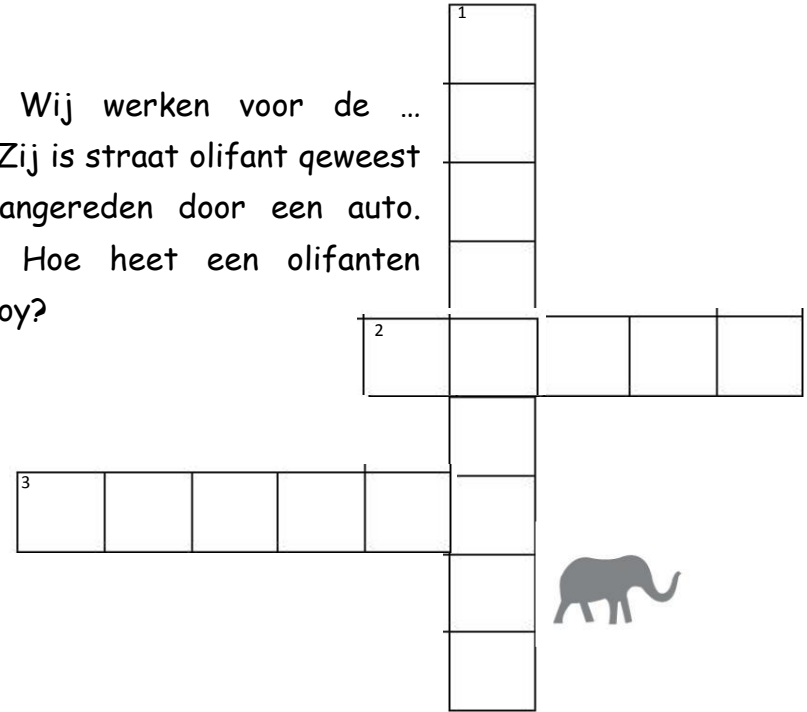 1
Wij werken voor de …
Zij is straat olifant geweest
angereden door een auto.
Hoe heet een olifanten
oy?
2
3